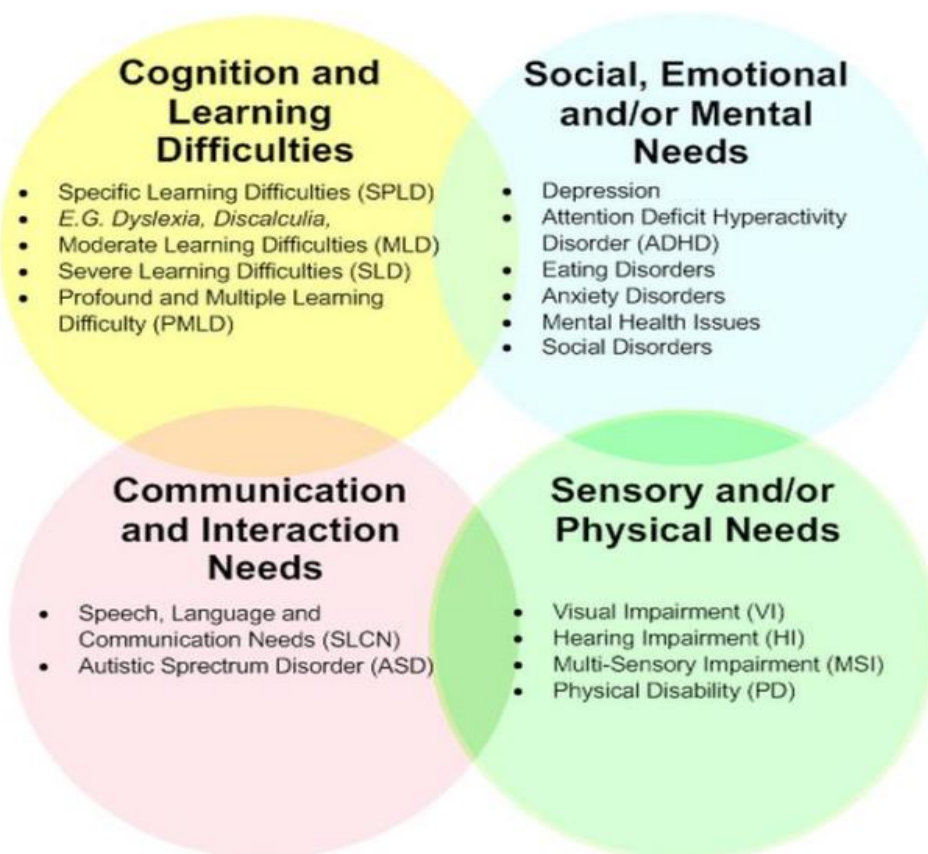 Cognition and
Learning
Difficulties
• Specific Learning Difficulties (SPLD)
• E.G. Dyslexia, Discalculia,
• Moderate Learning Difficulties (MLD)
• Severe Learning Difficulties (SLD)
• Profound and Multiple Learning
Difficulty (PMLD)
Social, Emotional
and/or Mental
Needs
• Depression
• Attention Deficit Hyperactivity
Disorder (ADHD)
• Eating Disorders
• Anxiety Disorders
• Mental Health Issues
• Social Disorders
Communication
and Interaction
Needs
• Speech, Language and
Communication Needs (SLCN)
• Autistic Sprectrum Disorder (ASD)
Sensory and/or
Physical Needs
• Visual Impairment (VI)
• Hearing Impairment (HI)
• Multi-Sensory Impairment (MSI)
• Physical Disability (PD)